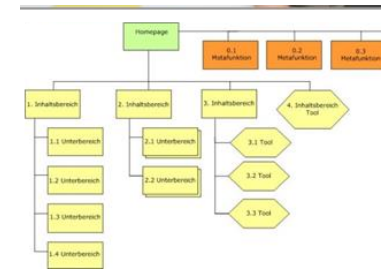 Homepage
0.1
Metafunktion
0.2
Metafunktion
0.3
Metafunktion
1. Inhaltsbereich
2. Inhaltsbereich
3. Inhaltsbereich
4. Inhaltsbereich
Tool
1.1 Unterbereich
1.2 Unterbereich
1.3 Unterbereich
1.4 Unterbereich
2.1 Unterbereich
2.2 Unterbereich
3.1 Tool
3.2 Tool
3.3 Tool